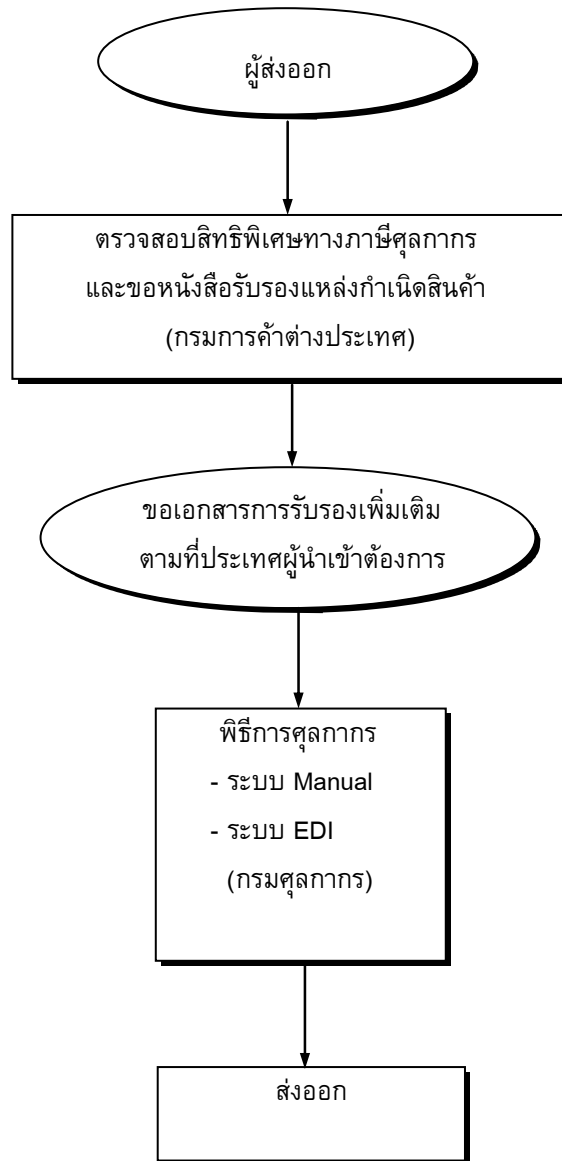 ผู้ส่งออก
ตรวจสอบสิทธิพิเศษทางภาษีศุลกากร
และขอหนังสือรับรองแหล่งกำเนิดสินค้า
(กรมการค้าต่างประเทศ)
ขอเอกสารการรับรองเพิ่มเติม
ตามที่ประเทศผู้นำเข้าต้องการ
พิธีการศุลกากร
- ระบบ Manual
- ระบบ EDI
(กรมศุลกากร)
ส่งออก